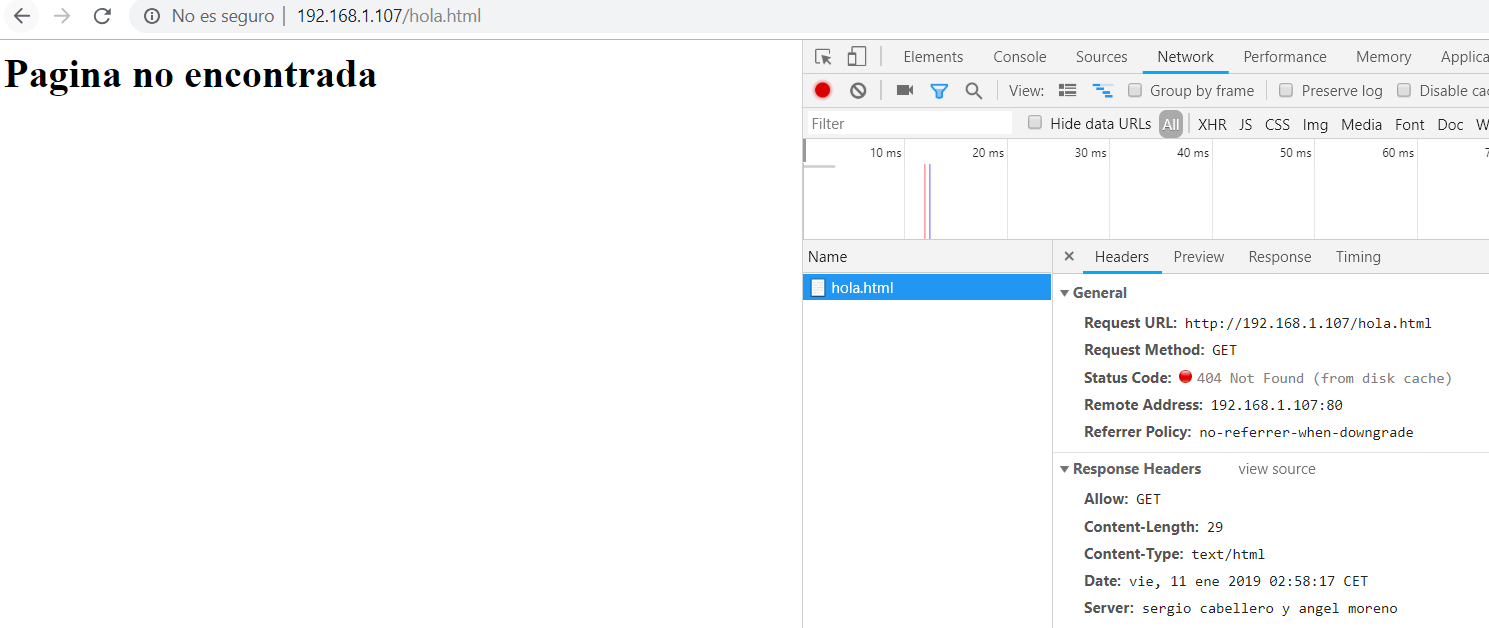 No es seguro | 192.168.1.107/hola.html
Pagina no encontrada
Elements Console Sources Network Performance Memory Applica
View: Group by frame Preserve log Disable cac
Filter Hide data URLs All XHR JS CSS Img Media Font Doc W
10 ms 20 ms 30 ms 40 ms 50 ms 60 ms 7
Name
hola.html
× Headers Preview Response Timing
General
Request URL: http://192.168.1.107/hola.html
Request Method: GET
Status Code: 404 Not Found (from disk cache)
Remote Address: 192.168.1.107:80
Referrer Policy: no-referrer-when-downgrade
Response Headers view source
Allow: GET
Content-Length: 29
Content-Type: text/html
Date: vie, 11 ene 2019 02:58:17 CET
Server: sergio cabellero y angel moreno